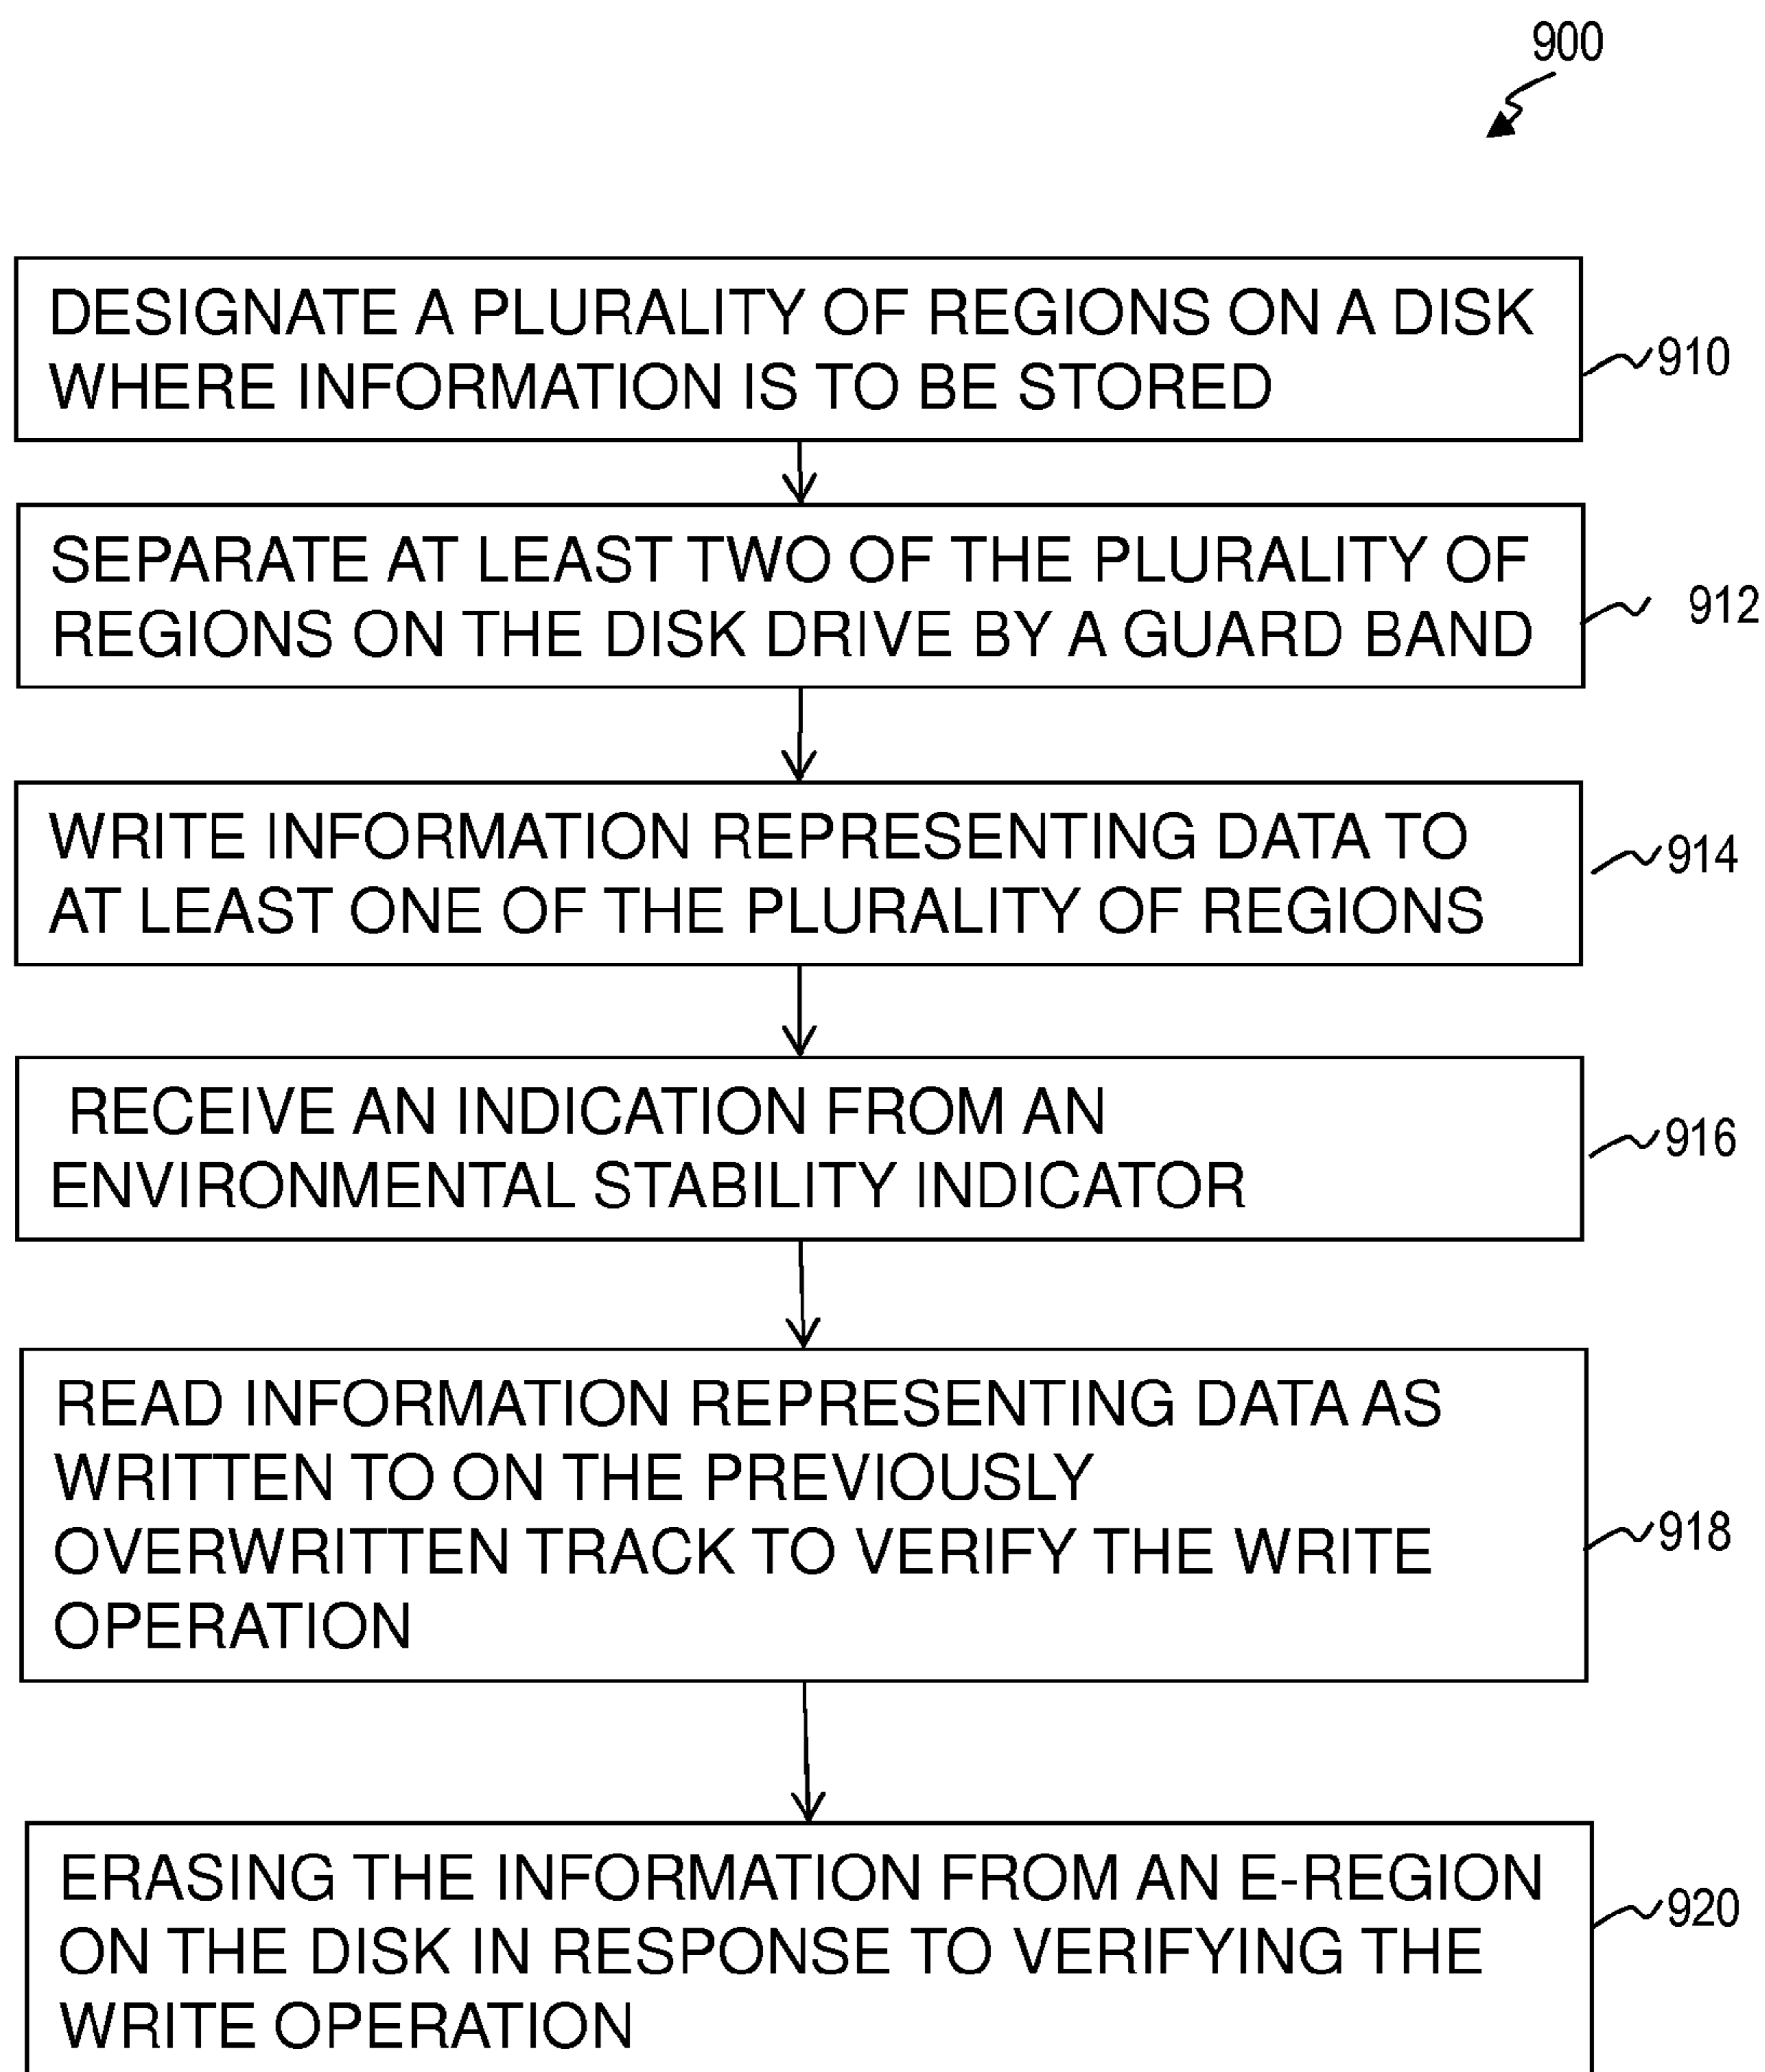 900
DESIGNATE A PLURALITY OF REGIONS ON A DISK
WHERE INFORMATION IS TO BE STORED
910
SEPARATE AT LEAST TWO OF THE PLURALITY OF
REGIONS ON THE DISK DRIVE BY A GUARD BAND
912
WRITE INFORMATION REPRESENTING DATA TO
AT LEAST ONE OF THE PLURALITY OF REGIONS
914
RECEIVE AN INDICATION FROM AN
ENVIRONMENTAL STABILITY INDICATOR
916
READ INFORMATION REPRESENTING DATA AS
WRITTEN TO ON THE PREVIOUSLY
OVERWRITTEN TRACK TO VERIFY THE WRITE
OPERATION
918
ERASING THE INFORMATION FROM AN E-REGION
ON THE DISK IN RESPONSE TO VERIFYING THE
WRITE OPERATION
920